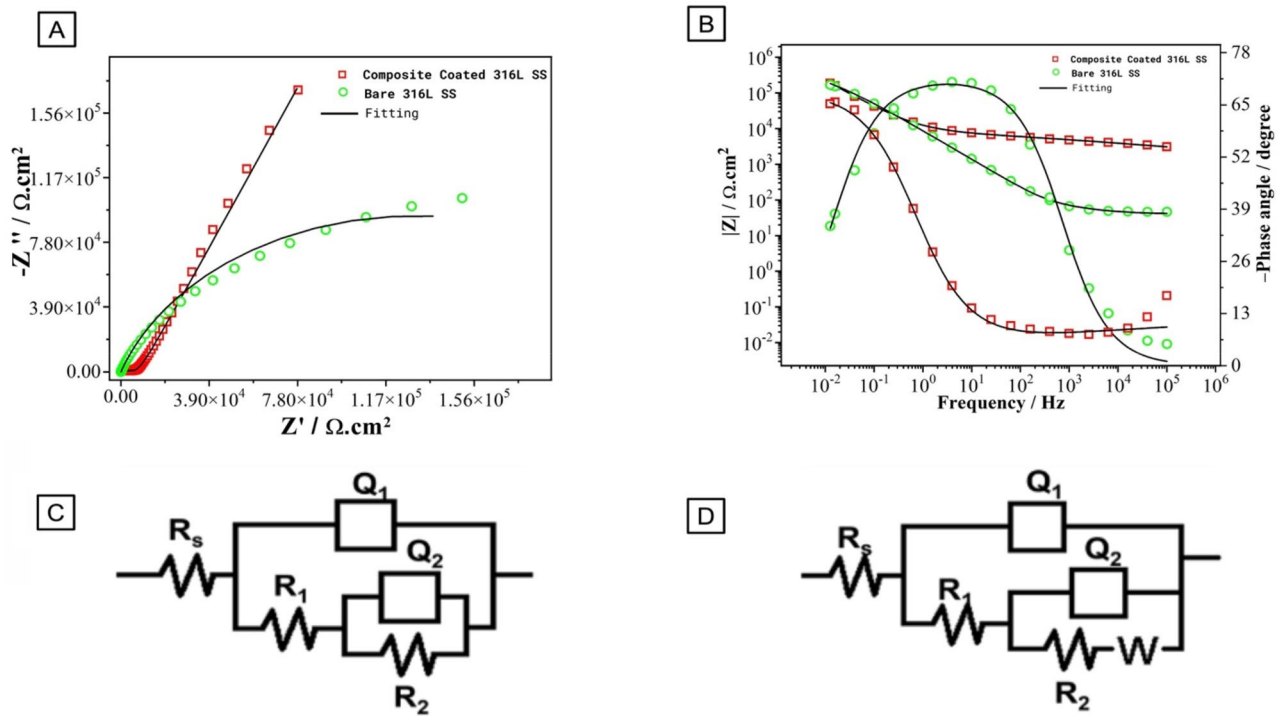 A
-Z'' / Ω.cm²
1.56×10⁵
1.17×10⁵
7.80×10⁴
3.90×10⁴
0.00
Composite Coated 316L SS
Bare 316L SS
Fitting
0.00 3.90×10⁴ 7.80×10⁴ 1.17×10⁵ 1.56×10⁵
Z' / Ω.cm²
B
|Z| / Ω.cm²
10⁶
10⁵
10⁴
10³
10²
10¹
10⁰
10⁻¹
10⁻²
Composite Coated 316L SS
Bare 316L SS
Fitting
78
65
52
39
26
13
0
-Phase angle / degree
10⁻² 10⁻¹ 10⁰ 10¹ 10² 10³ 10⁴ 10⁵ 10⁶
Frequency / Hz
C
Rs
Q₁
R₁
Q₂
R₂
D
Rs
Q₁
R₁
Q₂
R₂
W